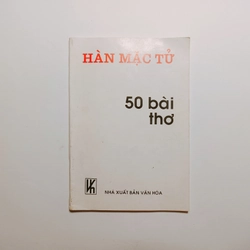 HÀN MẶC TỬ
50 bài
thơ
NHÀ XUẤT BẢN VĂN HÓA